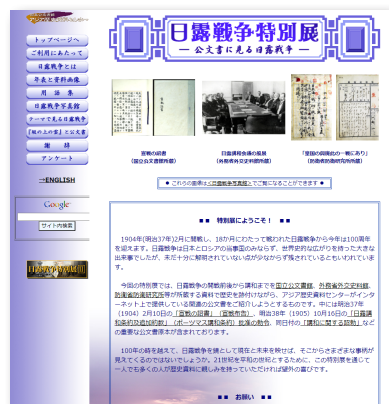 トップページへ
ご利用にあたって
日露戦争とは
年表と資料画像
用語集
日露戦争写真館
テーマで見る日露戦争
『坂の上の雲』と公文書
謝辞
アンケート
→ENGLISH
Google
サイト内検索
日露戦争特別展
― 公文書に見る日露戦争 ―
宣戦の詔書
(国立公文書館所蔵)
日露講和会議の風景
(外務省外交史料館所蔵)
「皇国の興廃此の一戦にあり」
(防衛省防衛研究所所蔵)
● これらの画像は<日露戦争写真館>でご覧になることができます ●
■ ■ 特別展にようこそ! ■ ■
1904年(明治37年)2月に開戦し、18か月にわたって戦われた日露戦争から今年は100周年
を迎えます。日露戦争は日本とロシアの当事国のみならず、世界史的な広がりを持った大きな
出来事でしたが、未だ十分に解明されていない点が少なからず残されているともいわれていま
す。
今回の特別展では、日露戦争の開戦前後から講和までを国立公文書館、外務省外交史料館、
防衛省防衛研究所等が所蔵する資料で歴史を跡付けながら、アジア歴史資料センターがインタ
ーネット上で提供している関連の公文書をご紹介しようとするものです。中には明治37年
(1904)2月10日の「宣戦の詔書」(宣戦布告)、明治38年(1905)10月16日の「日露講
和条約及追加約款」(ポーツマス講和条約)批准の勅令、同日付の「講和に関する詔勅」など
の重要な公文書原本が含まれております。
100年の時を越えて、日露戦争を鏡として現在と未来を映せば、そこからさまざまな事柄が
見えてくるのではないでしょうか。21世紀を平和の世紀とするために、この特別展を通じて
一人でも多くの人が歴史資料に親しみを持っていただければ望外の喜びです。
■ ■ お願い ■ ■